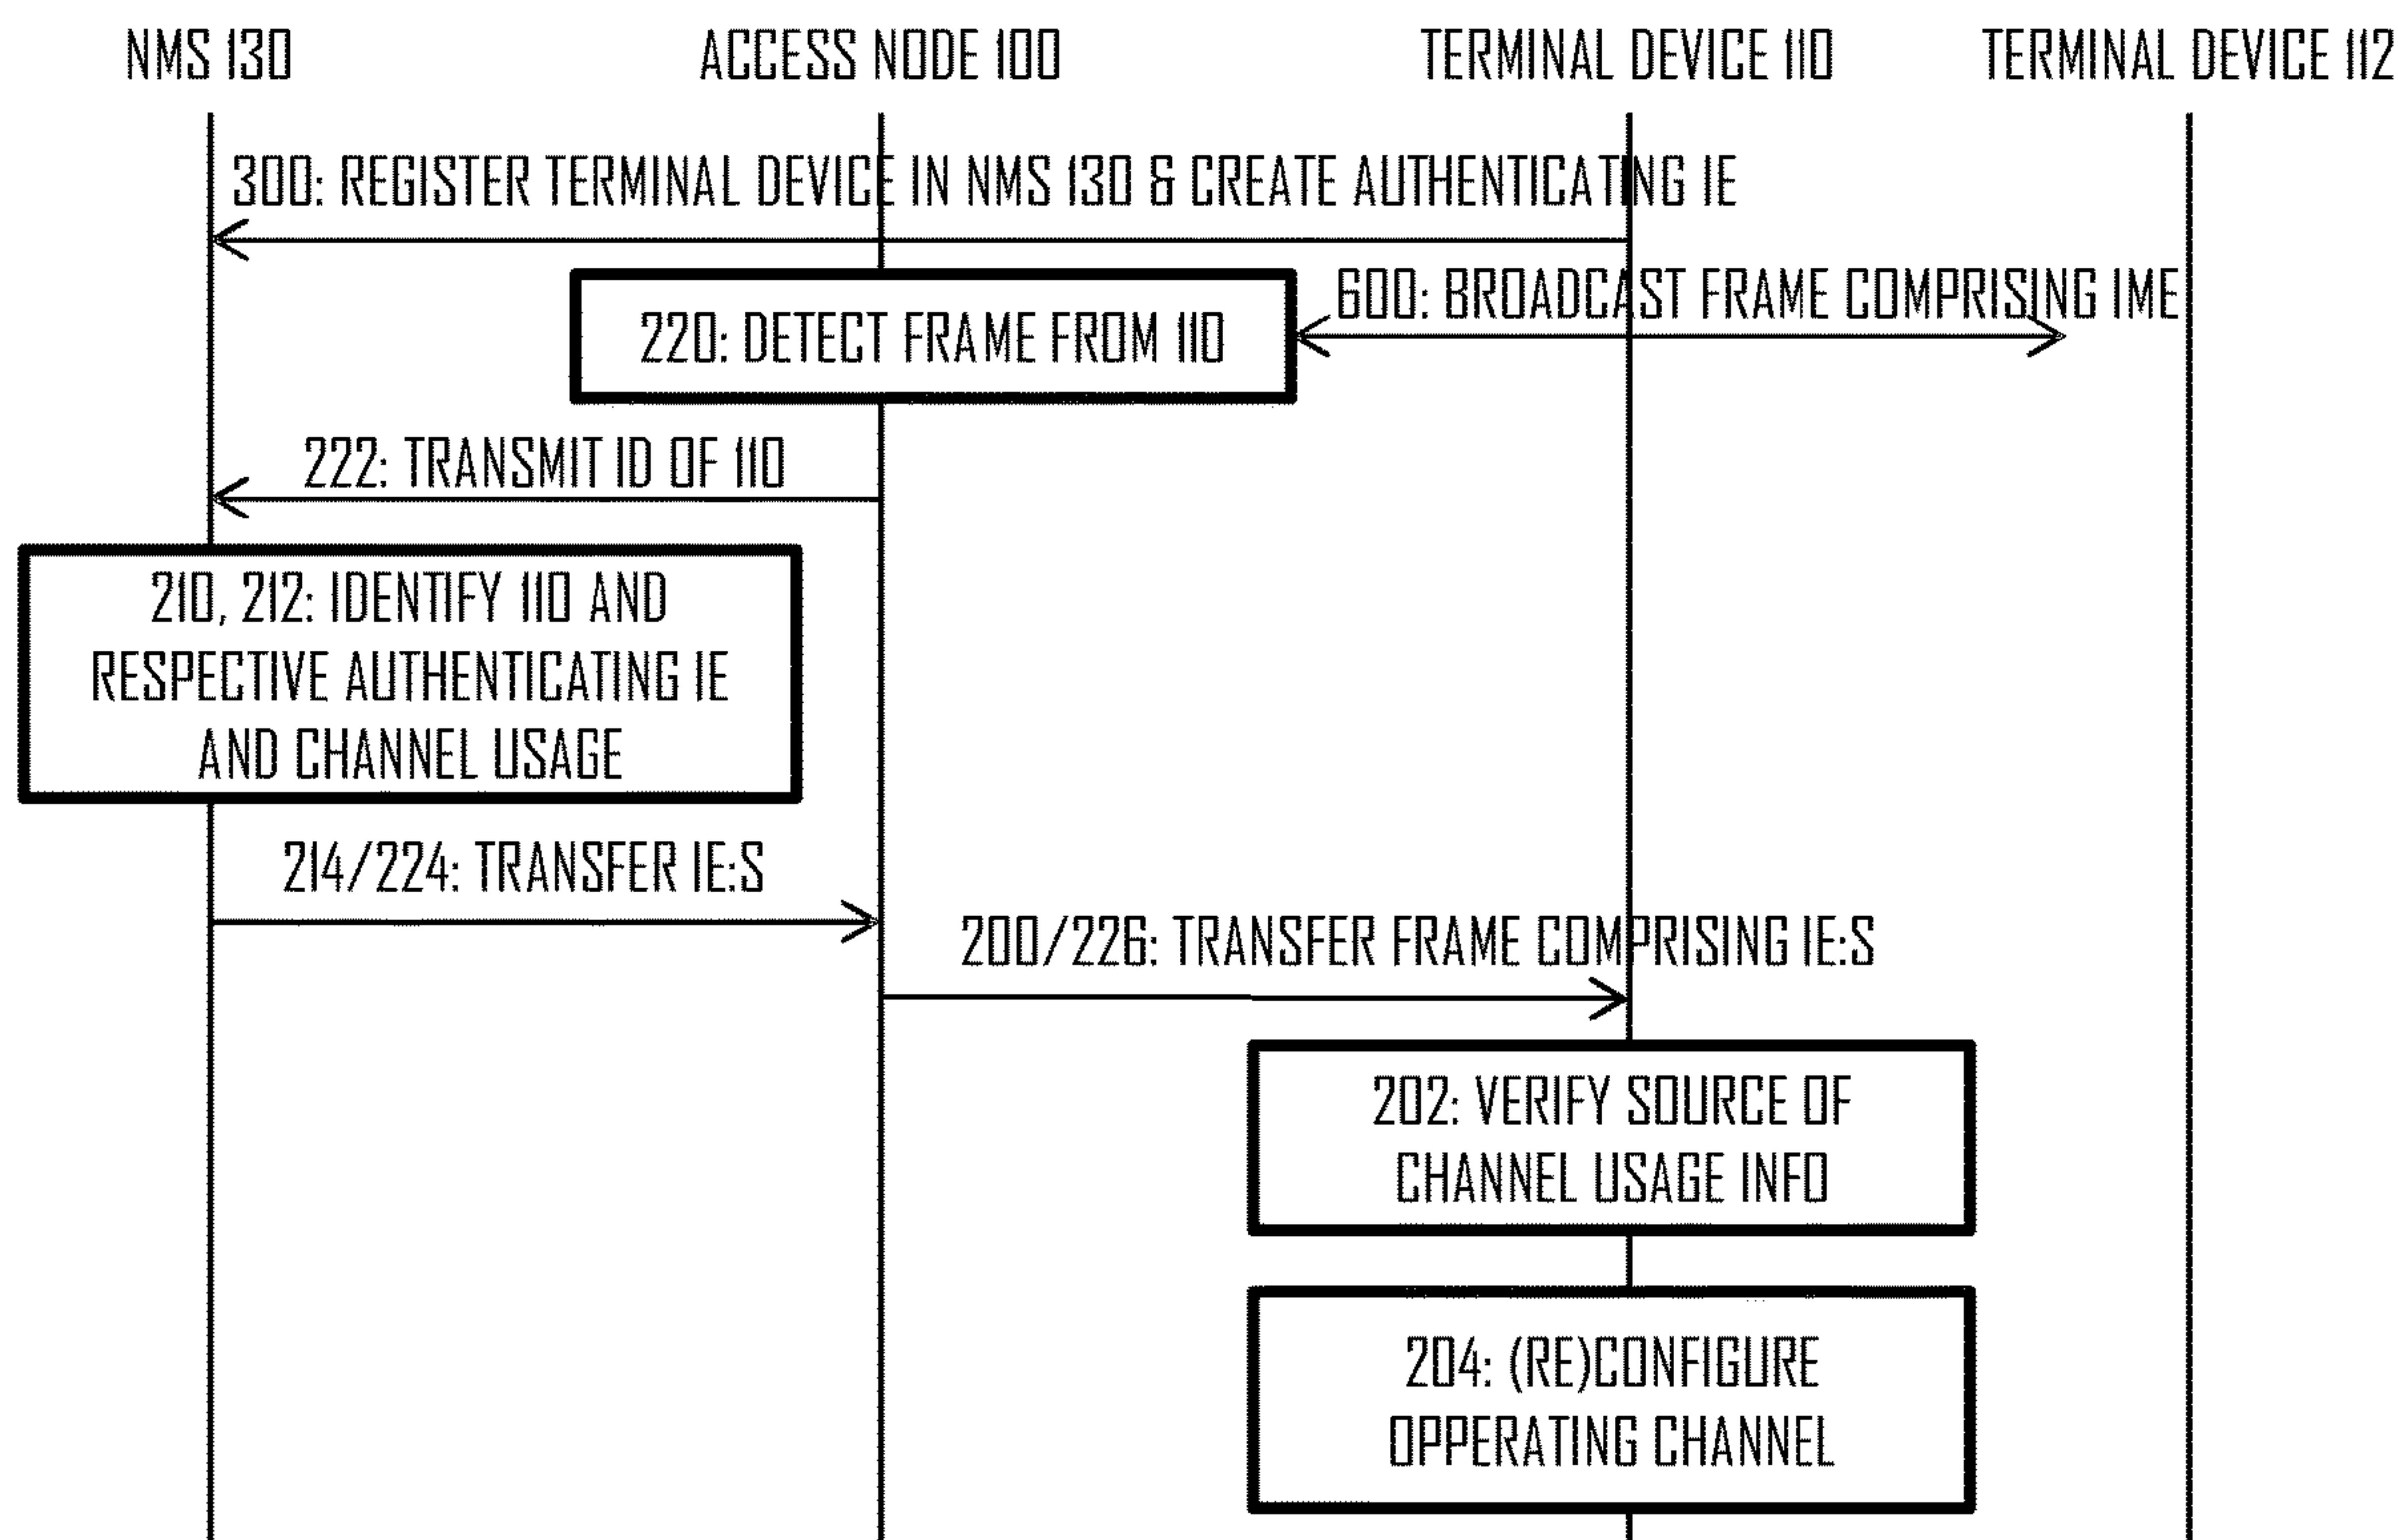 NMS 130
ACCESS NODE 100
TERMINAL DEVICE 110
TERMINAL DEVICE 112
300: REGISTER TERMINAL DEVICE IN NMS 130 & CREATE AUTHENTICATING IE
600: BROADCAST FRAME COMPRISING IME
220: DETECT FRAME FROM 110
222: TRANSMIT ID OF 110
210, 212: IDENTIFY 110 AND
RESPECTIVE AUTHENTICATING IE
AND CHANNEL USAGE
214/224: TRANSFER IE:S
200/226: TRANSFER FRAME COMPRISING IE:S
202: VERIFY SOURCE OF
CHANNEL USAGE INFO
204: (RE)CONFIGURE
OPPERATING CHANNEL